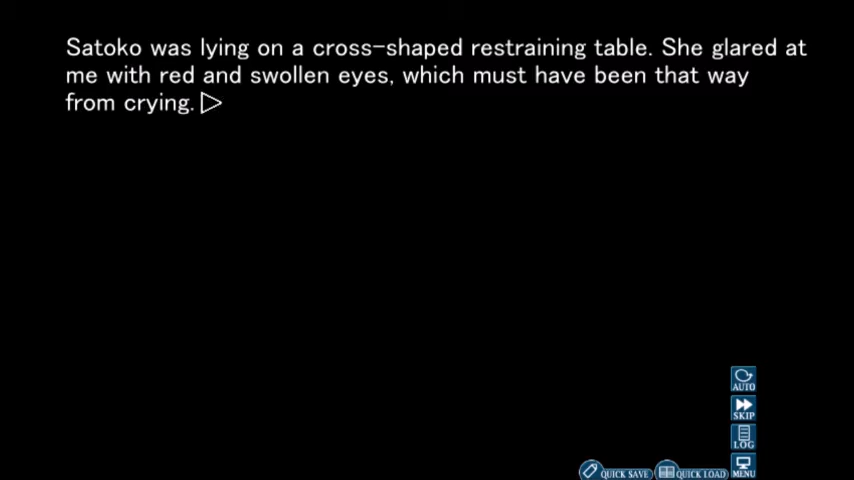 Satoko was lying on a cross-shaped restraining table. She glared at
me with red and swollen eyes, which must have been that way
from crying.
AUTO
SKIP
LOG
MENU
QUICK SAVE
QUICK LOAD